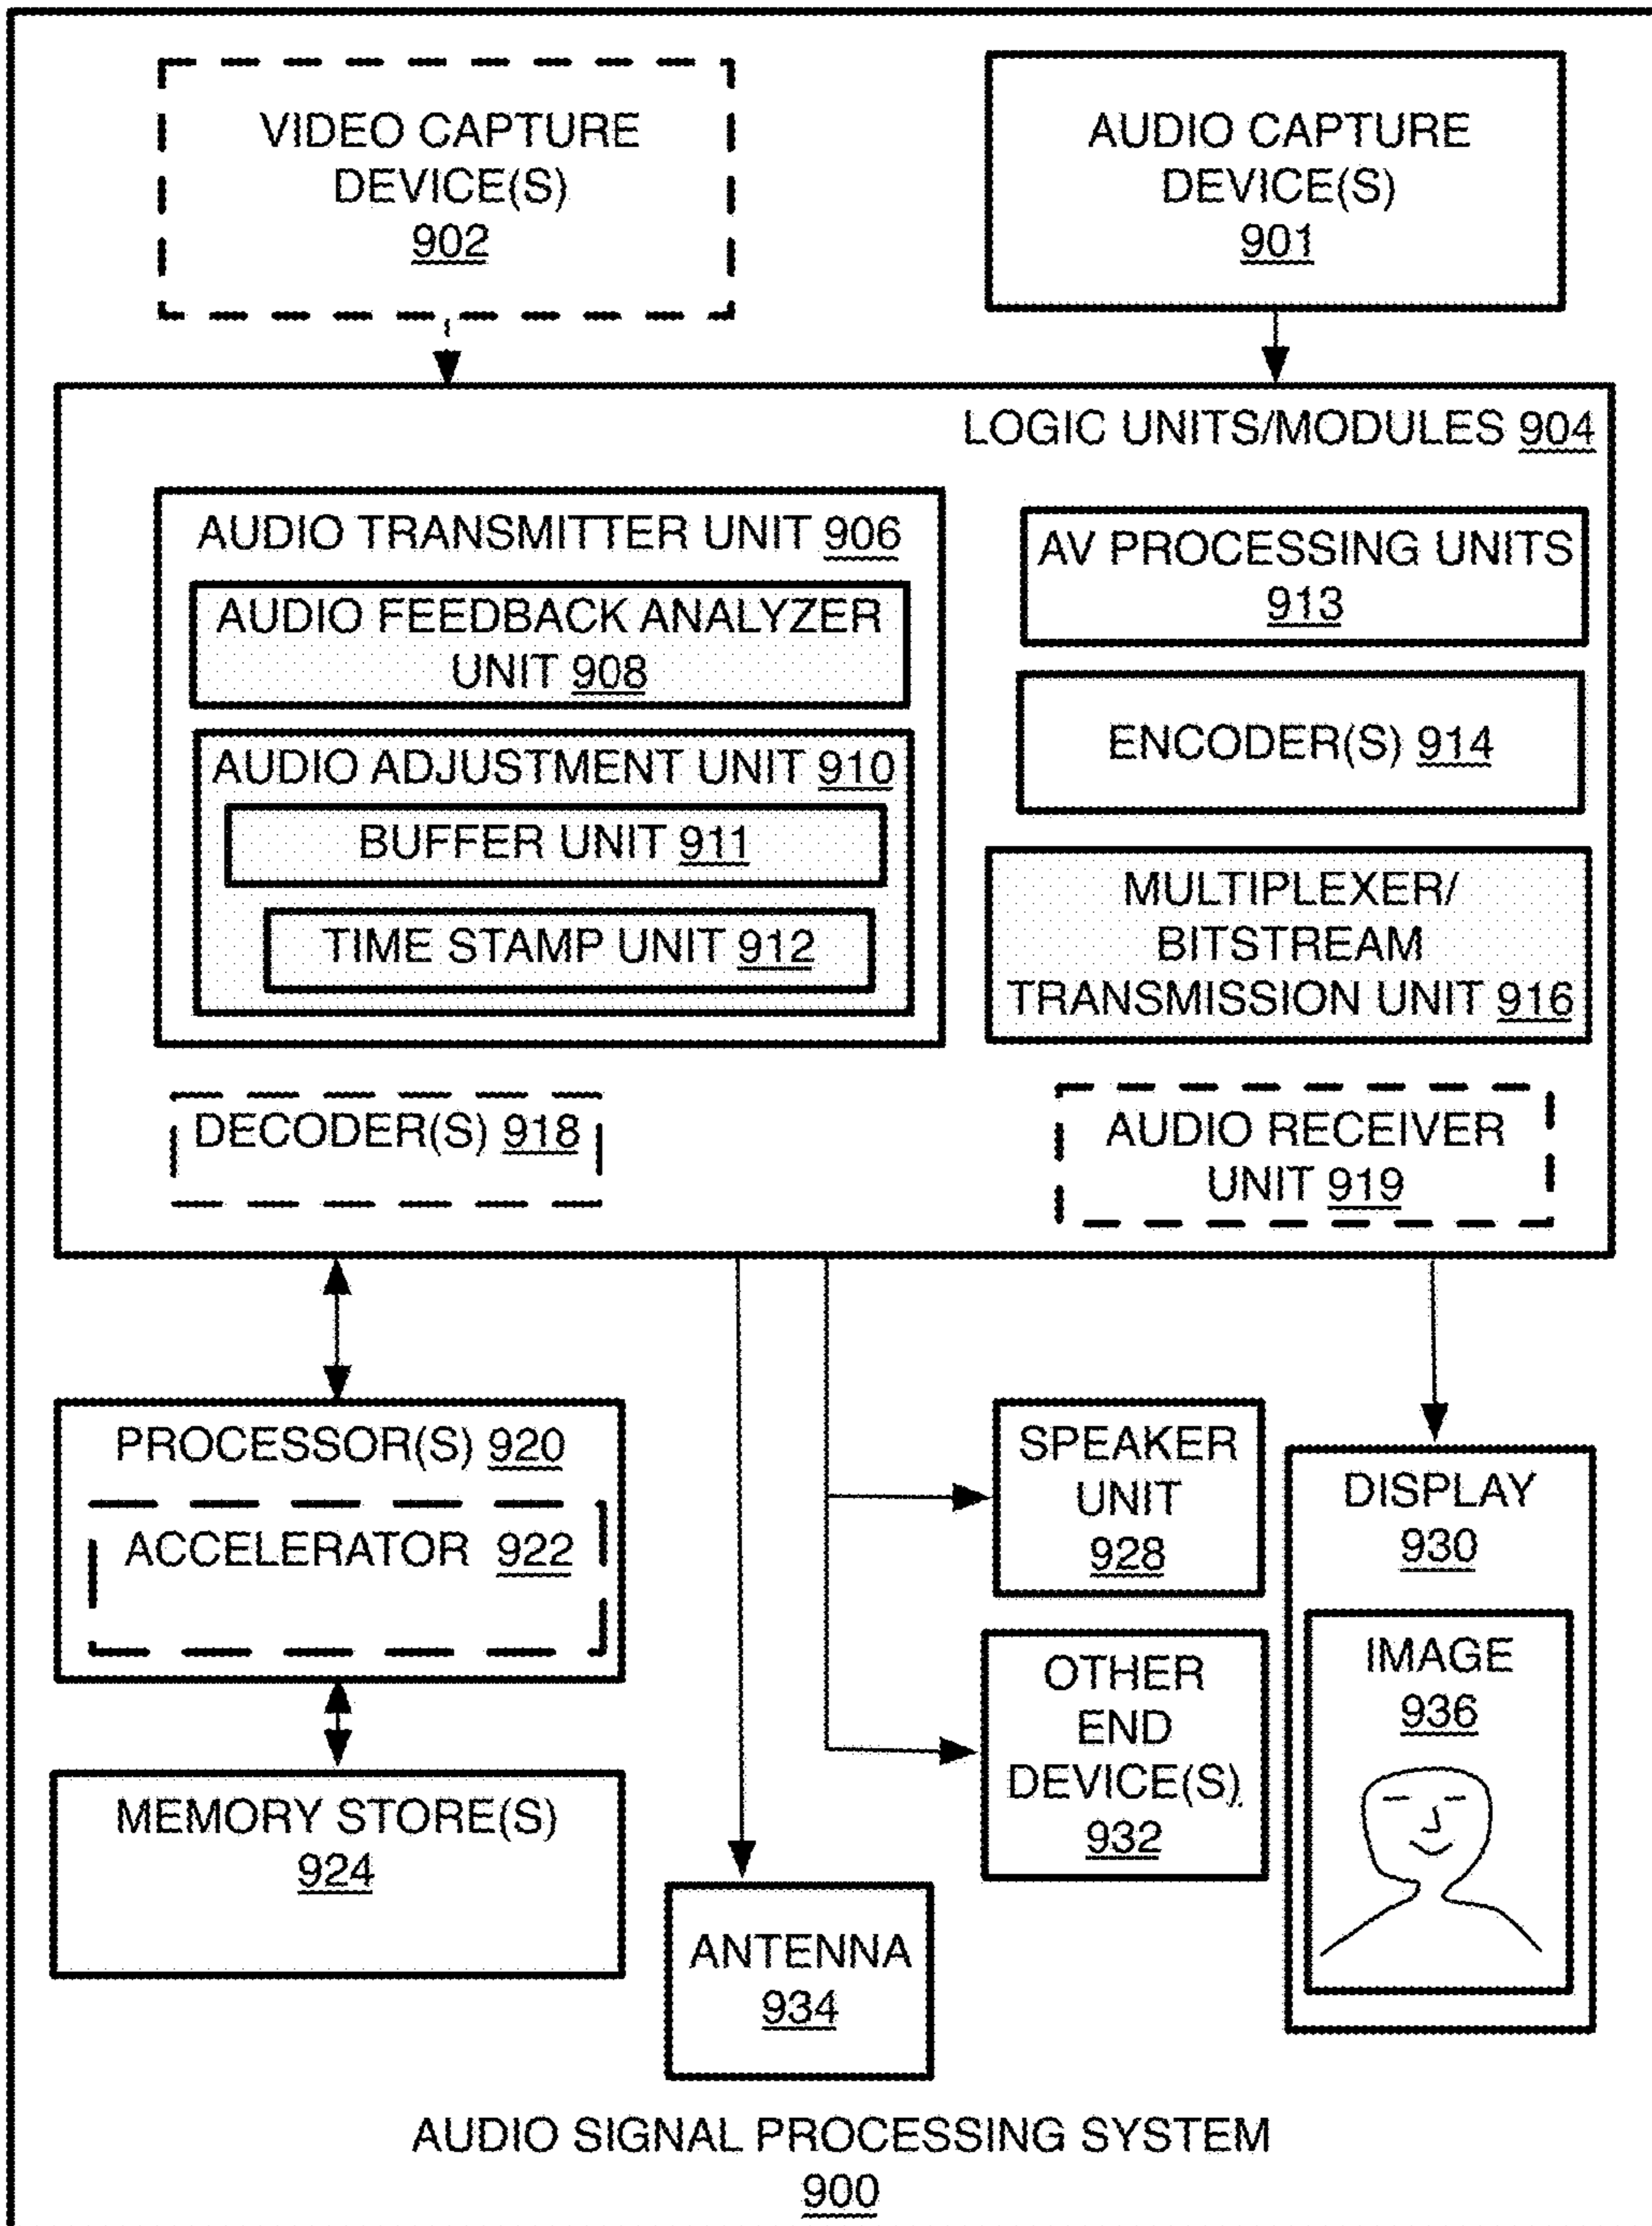 VIDEO CAPTURE
DEVICE(S)
902
AUDIO CAPTURE
DEVICE(S)
901
LOGIC UNITS/MODULES 904
AUDIO TRANSMITTER UNIT 906
AUDIO FEEDBACK ANALYZER
UNIT 908
AUDIO ADJUSTMENT UNIT 910
BUFFER UNIT 911
TIME STAMP UNIT 912
AV PROCESSING UNITS
913
ENCODER(S) 914
MULTIPLEXER/
BITSTREAM
TRANSMISSION UNIT 916
DECODER(S) 918
AUDIO RECEIVER
UNIT 919
PROCESSOR(S) 920
ACCELERATOR 922
MEMORY STORE(S)
924
ANTENNA
934
SPEAKER
UNIT
928
OTHER
END
DEVICE(S)
932
DISPLAY
930
IMAGE
936
AUDIO SIGNAL PROCESSING SYSTEM
900